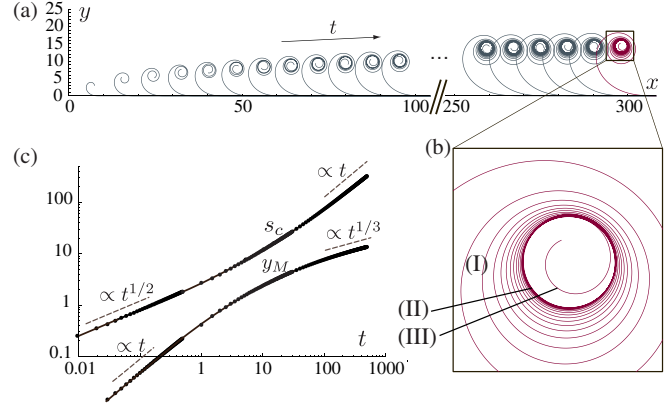 (a)
y
25
20
15
10
5
0
t
...
0 50 100 250 300 x
(c)
100
10
1
0.1
∝ t
s_c
∝ t^{1/3}
y_M
∝ t^{1/2}
∝ t
t
0.01 1 10 100 1000
(b)
(I)
(II)
(III)